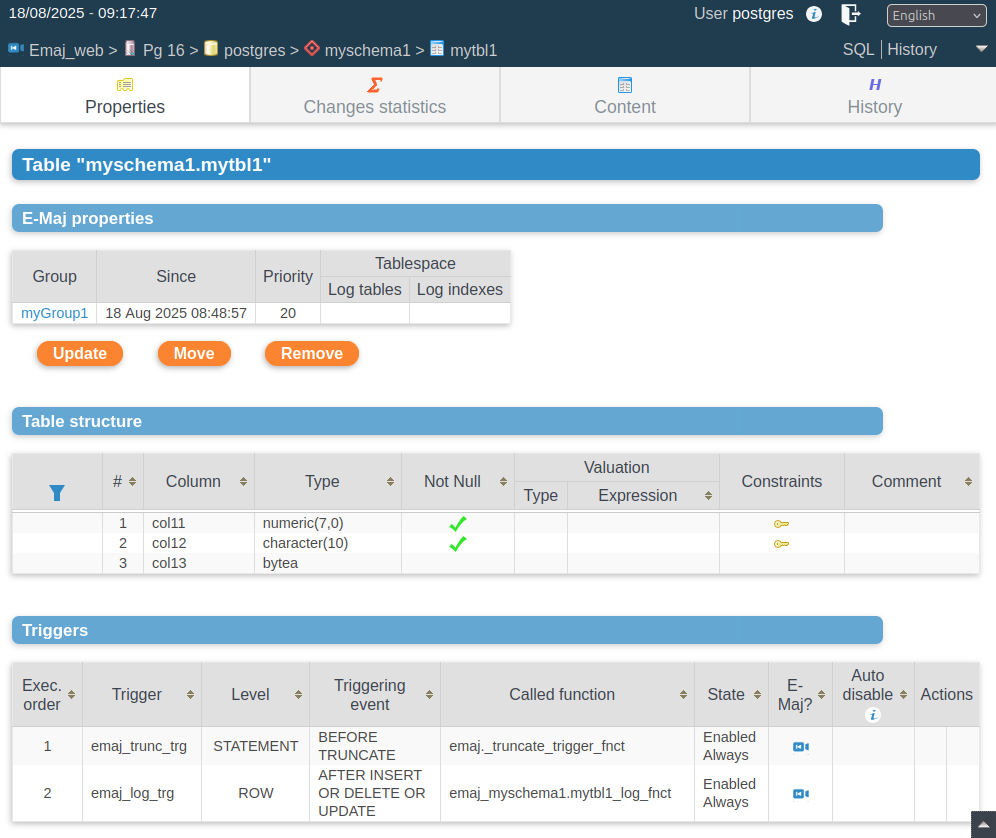 18/08/2025 - 09:17:47
User postgres
English
Emaj_web > Pg 16 > postgres > myschema1 > mytbl1
SQL | History
Properties
Changes statistics
Content
H
History
Table "myschema1.mytbl1"
E-Maj properties
Group Since Priority Tablespace
Log tables Log indexes
myGroup1 18 Aug 2025 08:48:57 20
Update Move Remove
Table structure
# Column Type Not Null Valuation Constraints Comment
Type Expression
1 col11 numeric(7,0)
2 col12 character(10)
3 col13 bytea
Triggers
Exec. order Trigger Level Triggering event Called function State E-Maj? Auto disable Actions
1 emaj_trunc_trg STATEMENT BEFORE TRUNCATE emaj._truncate_trigger_fnct Enabled Always
2 emaj_log_trg ROW AFTER INSERT OR DELETE OR UPDATE emaj_myschema1.mytbl1_log_fnct Enabled Always